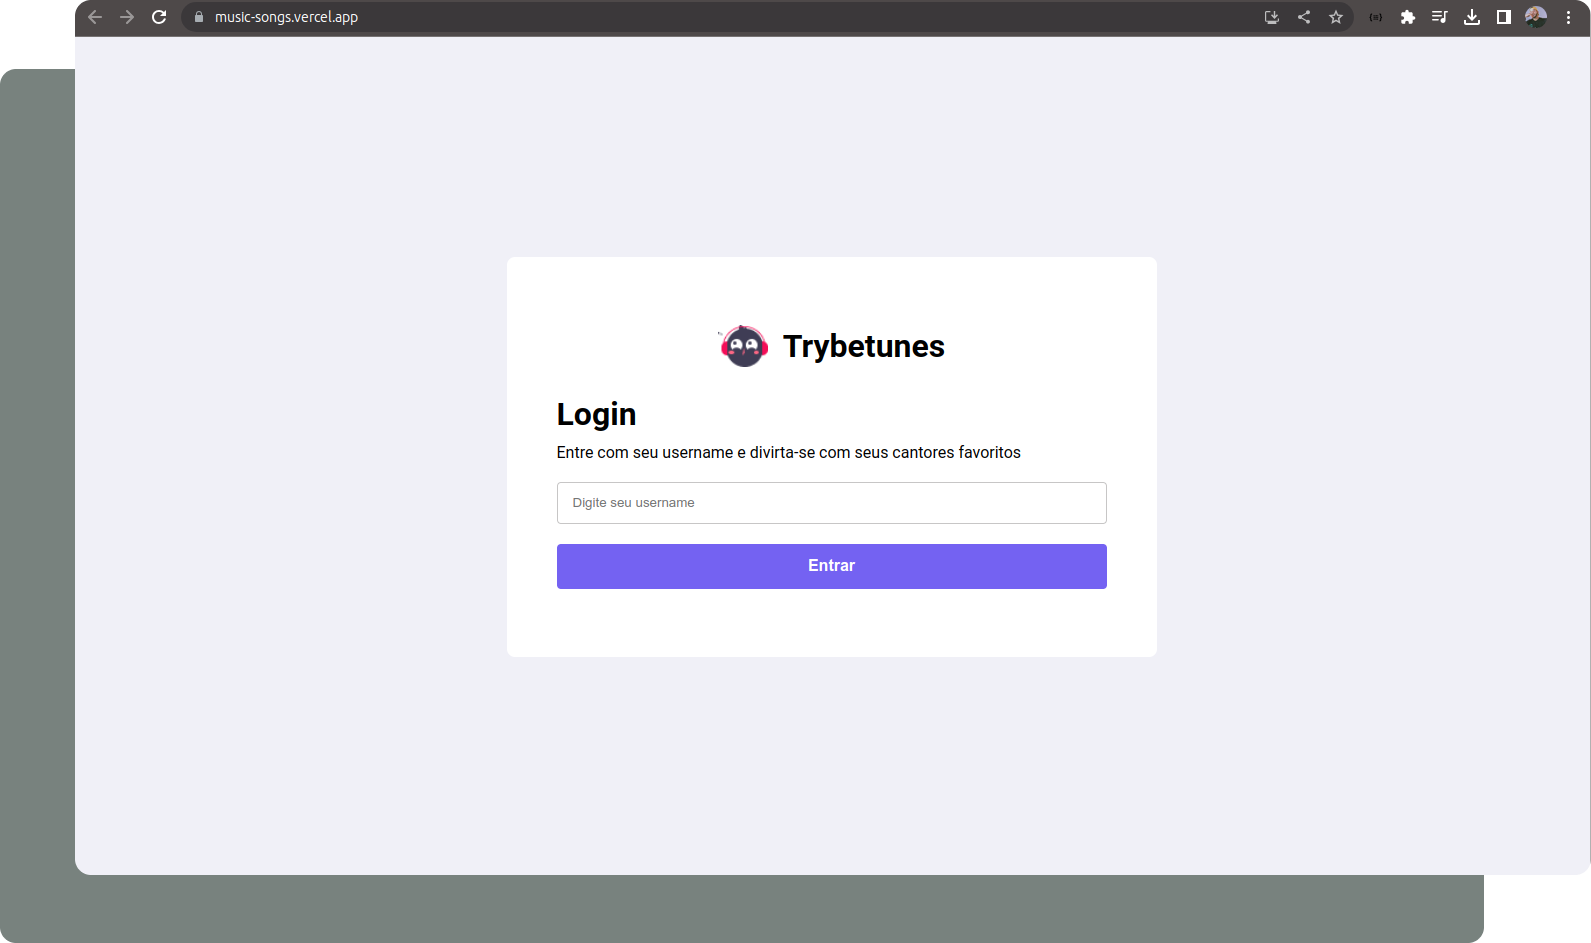 music-songs.vercel.app
Trybetunes
Login
Entre com seu username e divirta-se com seus cantores favoritos
Digite seu username
Entrar